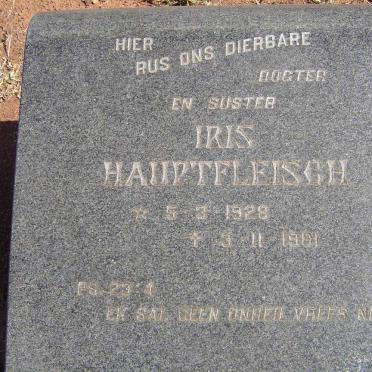 HIER
RUS ONS DIERBARE
DOGTER
EN SUSTER
IRIS
HAUPTFLEISCH
☆ 5-3-1928
✝ 3-11-1961
PS. 23:4
EK SAL GEEN ONHEIL VREES